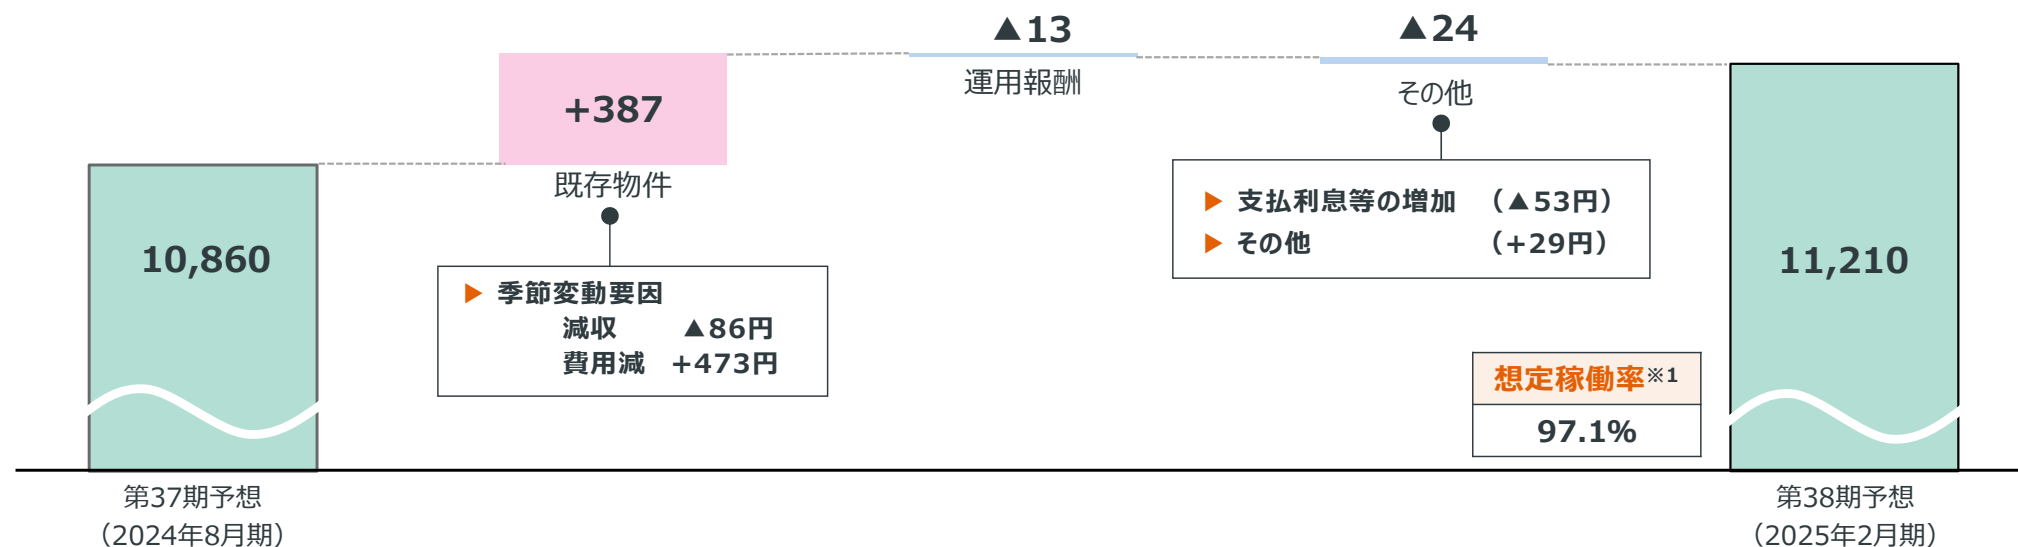 ▲13
運用報酬
▲24
その他
+387
既存物件
▶ 支払利息等の増加 （▲53円）
▶ その他 （+29円）
10,860
11,210
▶ 季節変動要因
減収 ▲86円
費用減 +473円
想定稼働率※1
97.1%
第37期予想
（2024年8月期）
第38期予想
（2025年2月期）